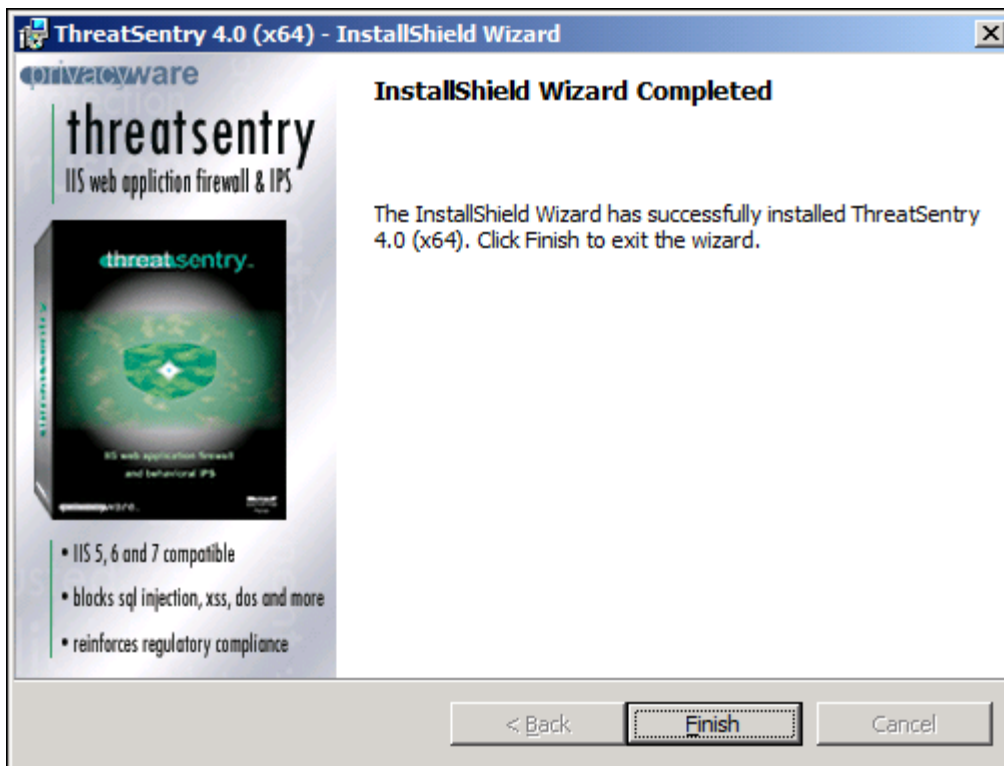 ThreatSentry 4.0 (x64) - InstallShield Wizard
privacyware
threatsentry
IIS web appliction firewall & IPS
threatsentry
IIS web application firewall
and behavioral IPS
privacyware
Microsoft
• IIS 5, 6 and 7 compatible
• blocks sql injection, xss, dos and more
• reinforces regulatory compliance
InstallShield Wizard Completed
The InstallShield Wizard has successfully installed ThreatSentry
4.0 (x64). Click Finish to exit the wizard.
< Back
Finish
Cancel